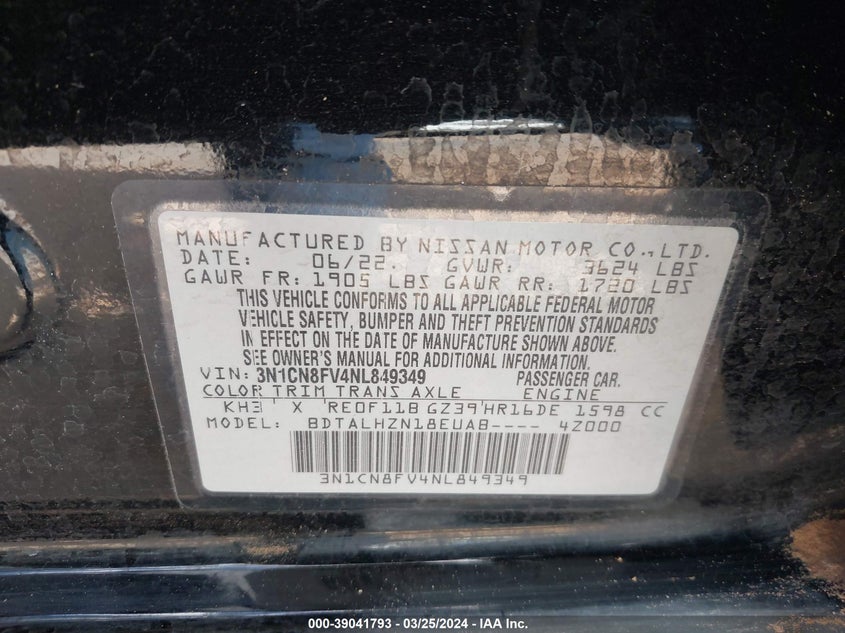 MANUFACTURED BY NISSAN MOTOR CO., LTD.
DATE: 06/22 GVWR: 3624 LBS
GAWR FR: 1905 LBS GAWR RR: 1720 LBS
THIS VEHICLE CONFORMS TO ALL APPLICABLE FEDERAL MOTOR
VEHICLE SAFETY, BUMPER AND THEFT PREVENTION STANDARDS
IN EFFECT ON THE DATE OF MANUFACTURE SHOWN ABOVE.
SEE OWNER'S MANUAL FOR ADDITIONAL INFORMATION
VIN: 3N1CN8FV4NL849349 PASSENGER CAR.
COLOR TRIM TRANS AXLE ENGINE
KH3 X RE0F11B GZ39 HR16DE 1598 CC
MODEL: BDTALHZN18EUAB---- 4Z000
3N1CN8FV4NL849349
000-39041793 - 03/25/2024 - IAA Inc.